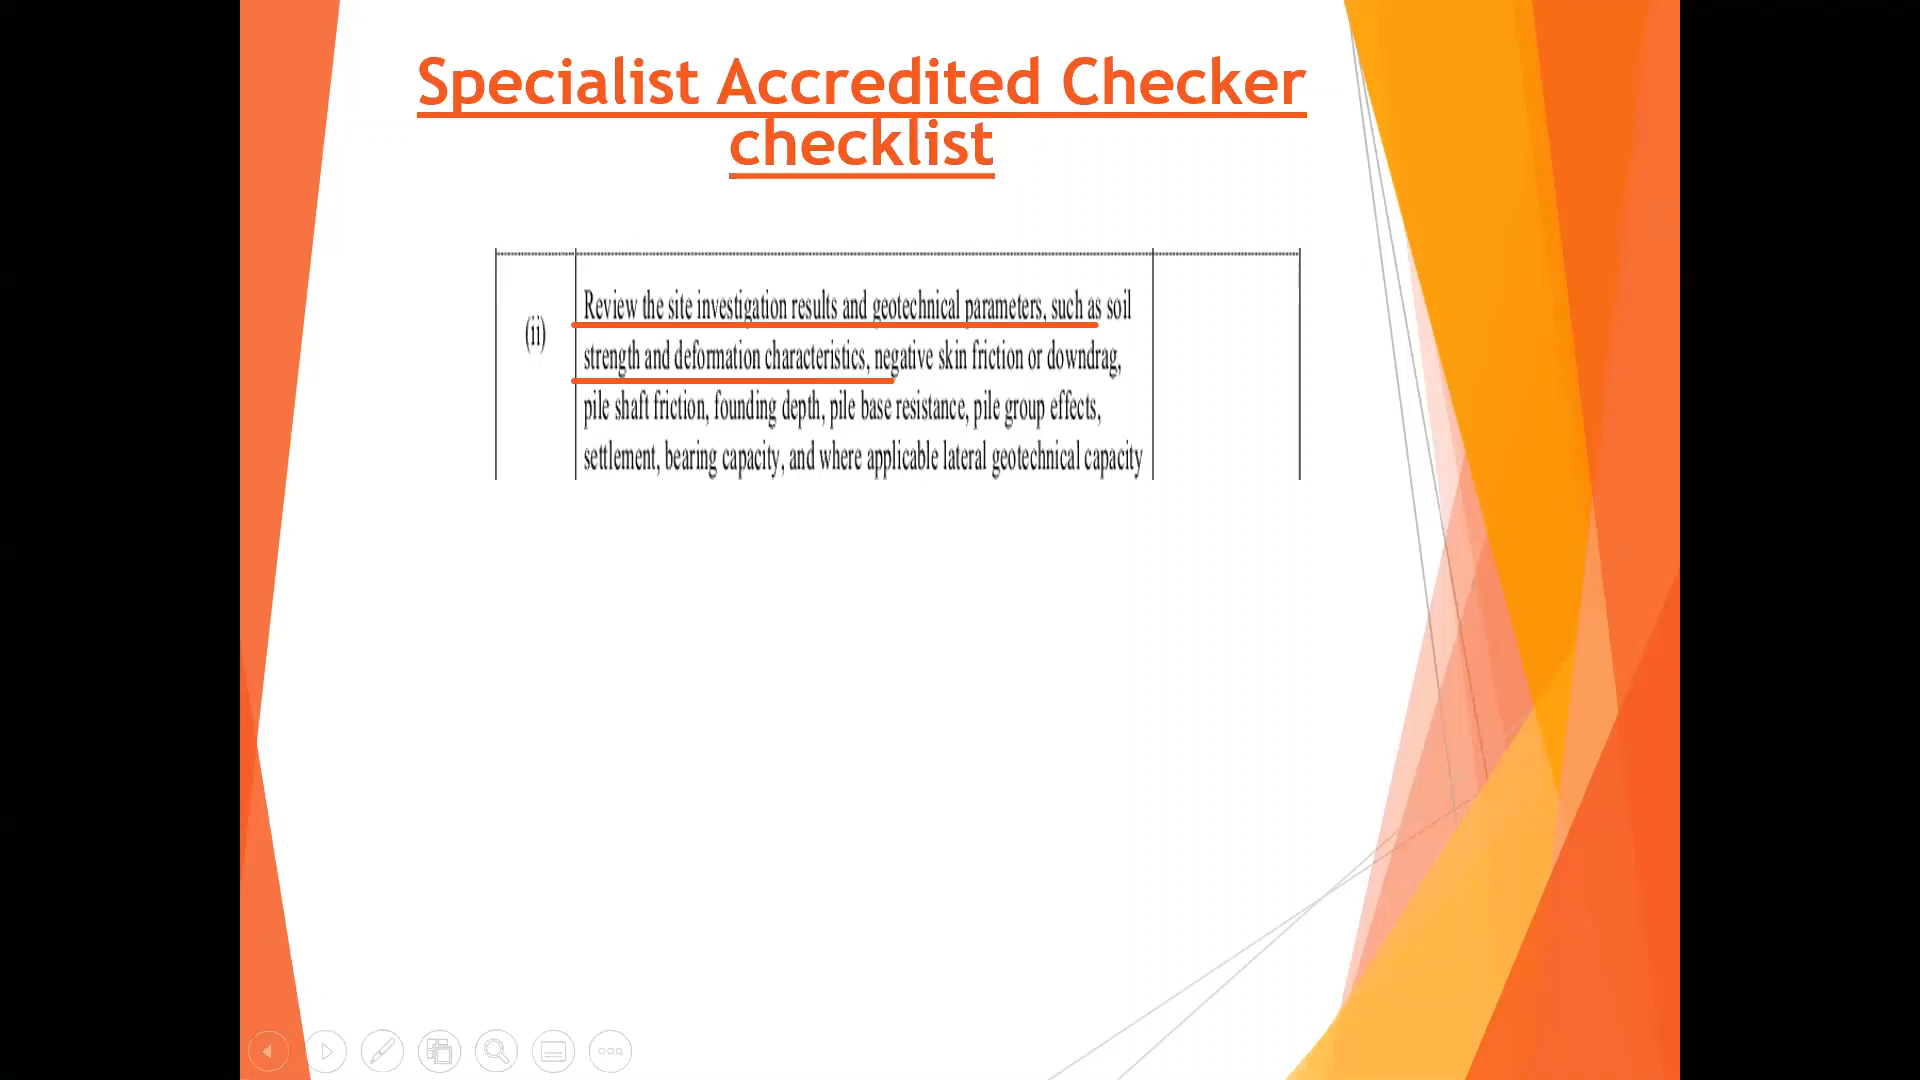 Specialist Accredited Checker
checklist
(ii)
Review the site investigation results and geotechnical parameters, such as soil
strength and deformation characteristics, negative skin friction or downdrag,
pile shaft friction, founding depth, pile base resistance, pile group effects,
settlement, bearing capacity, and where applicable lateral geotechnical capacity